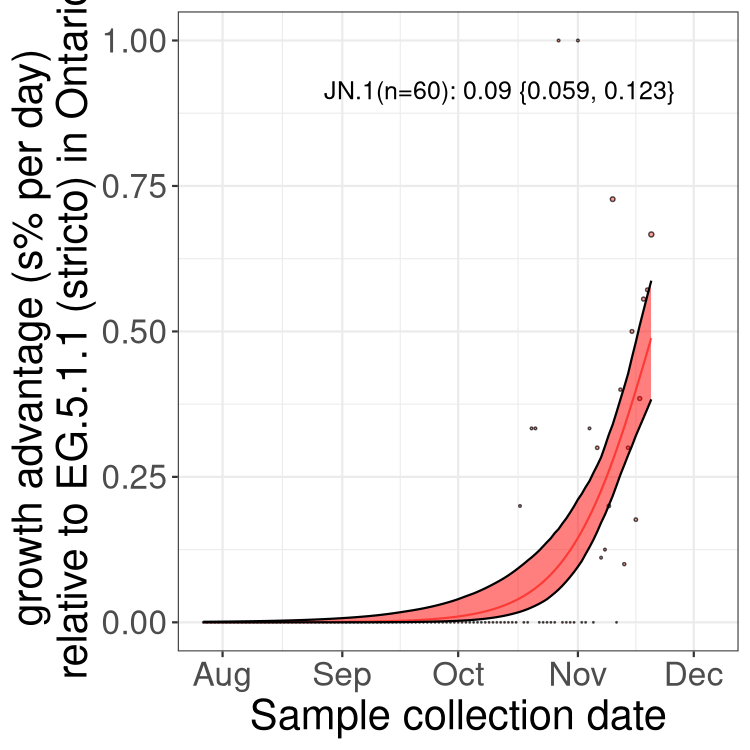 growth advantage (s% per day)
relative to EG.5.1.1 (stricto) in Ontario
1.00
0.75
0.50
0.25
0.00
JN.1(n=60): 0.09 {0.059, 0.123}
Aug Sep Oct Nov Dec
Sample collection date